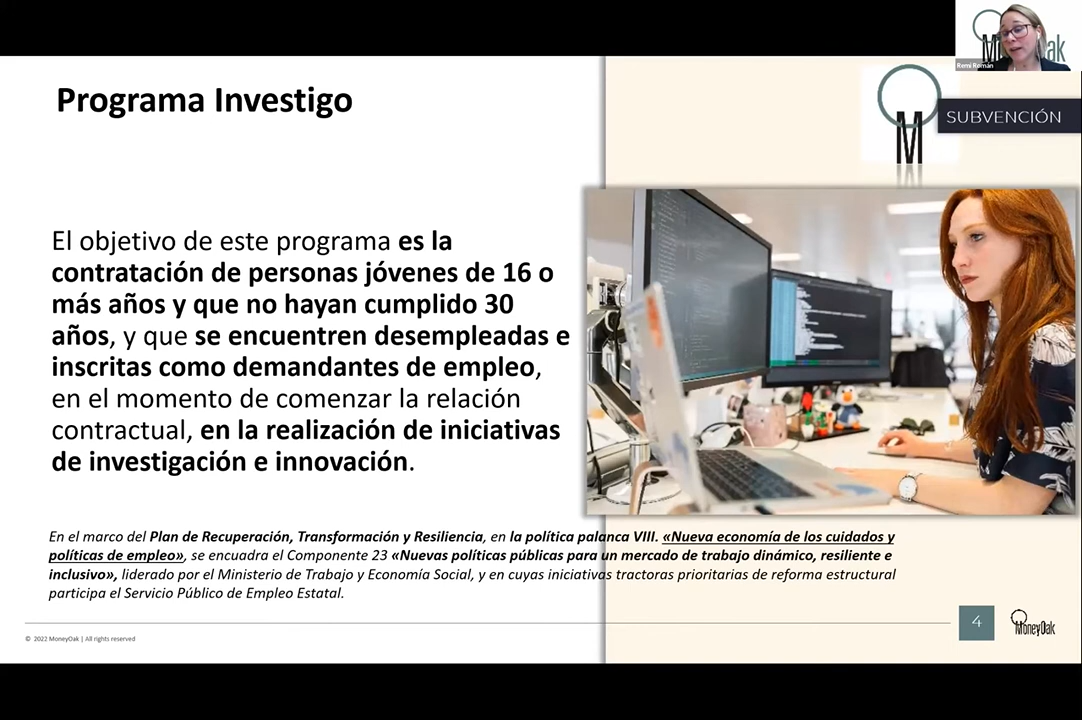 Programa Investigo
El objetivo de este programa es la
contratación de personas jóvenes de 16 o
más años y que no hayan cumplido 30
años, y que se encuentren desempleadas e
inscritas como demandantes de empleo,
en el momento de comenzar la relación
contractual, en la realización de iniciativas
de investigación e innovación.
SUBVENCIÓN
Remi Román
En el marco del Plan de Recuperación, Transformación y Resiliencia, en la política palanca VIII. «Nueva economía de los cuidados y
políticas de empleo», se encuadra el Componente 23 «Nuevas políticas públicas para un mercado de trabajo dinámico, resiliente e
inclusivo», liderado por el Ministerio de Trabajo y Economía Social, y en cuyas iniciativas tractoras prioritarias de reforma estructural
participa el Servicio Público de Empleo Estatal.
© 2022 MoneyOak | All rights reserved
4
MoneyOak